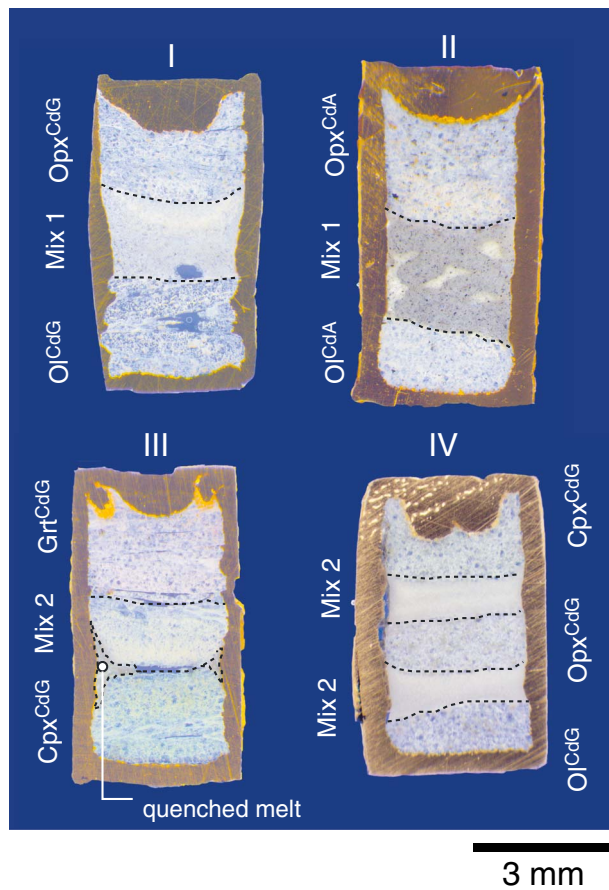 I
Opx^CdG
Mix 1
Ol^CdG
II
Opx^CdA
Mix 1
Ol^CdA
III
Grt^CdG
Mix 2
Cpx^CdG
quenched melt
IV
Mix 2
Mix 2
Cpx^CdG
Opx^CdG
Ol^CdG
3 mm